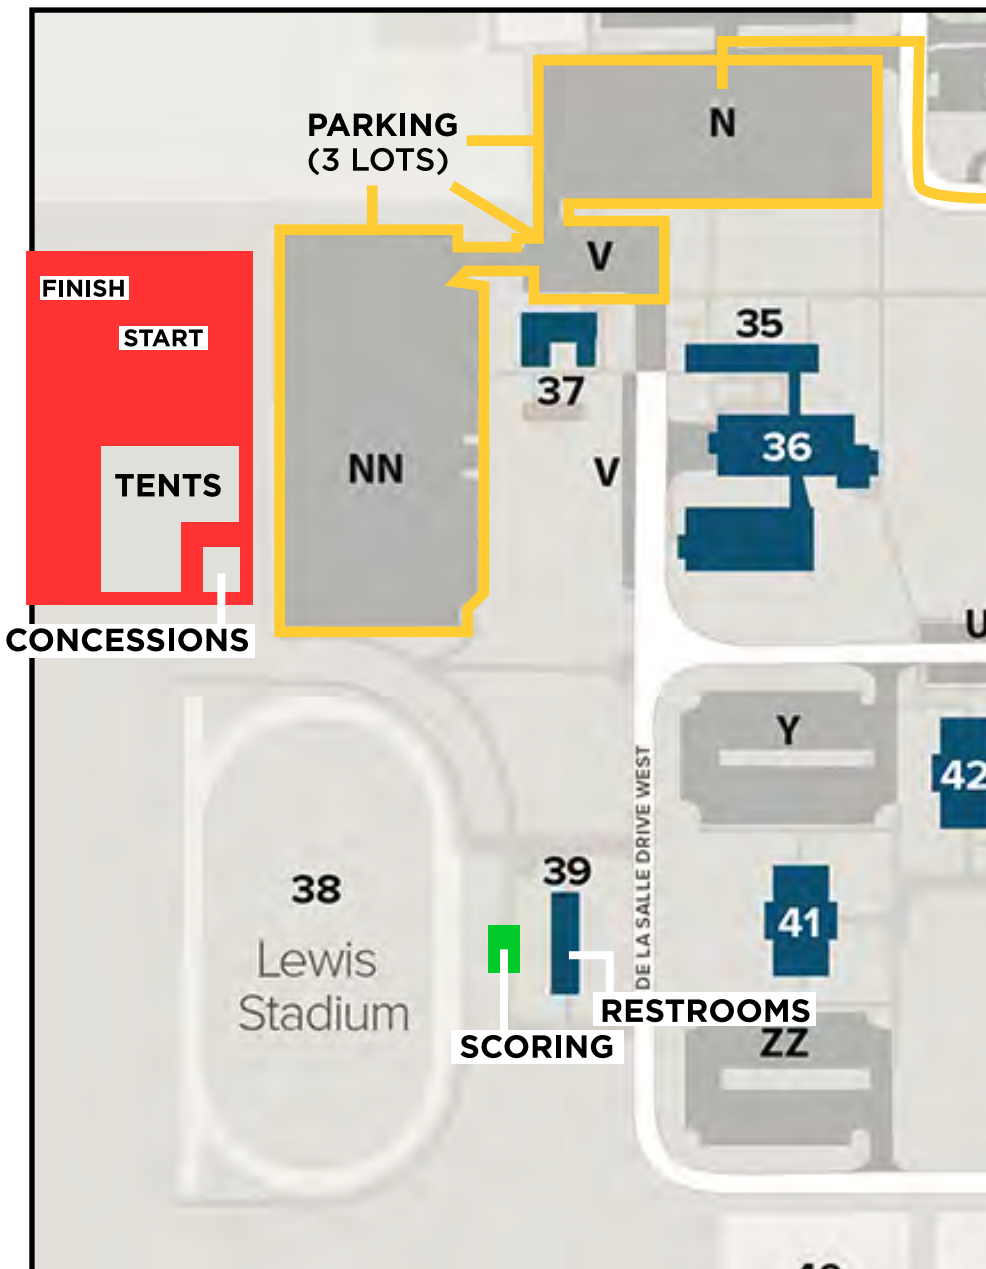 N
PARKING
(3 LOTS)
V
FINISH
START
35
37
36
NN
V
TENTS
U
CONCESSIONS
Y
42
DE LA SALLE DRIVE WEST
39
38
41
Lewis
Stadium
RESTROOMS
SCORING
ZZ